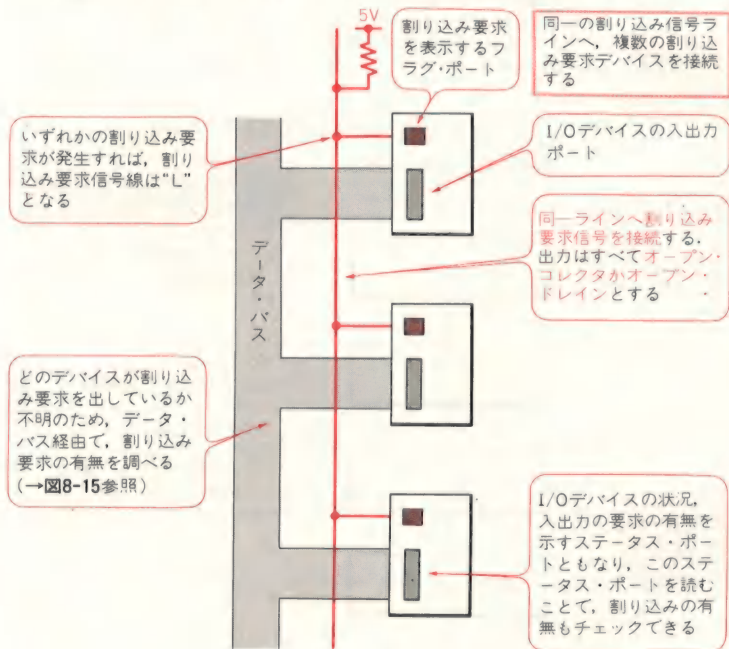 5V
割り込み要求
を表示するフ
ラグ・ポート
同一の割り込み信号ラ
インへ，複数の割り込
み要求デバイスを接続
する
いずれかの割り込み要
求が発生すれば，割り
込み要求信号線は"L"
となる
I/Oデバイスの入出力
ポート
同一ラインへ割り込み
要求信号を接続する．
出力はすべてオープン・
コレクタかオープン・
ドレインとする
データ・バス
どのデバイスが割り込
み要求を出しているか
不明のため，データ・
バス経由で，割り込み
要求の有無を調べる
(→図8-15参照)
I/Oデバイスの状況，
入出力の要求の有無を
示すステータス・ポー
トともなり，このステ
ータス・ポートを読む
ことで，割り込みの有
無もチェックできる